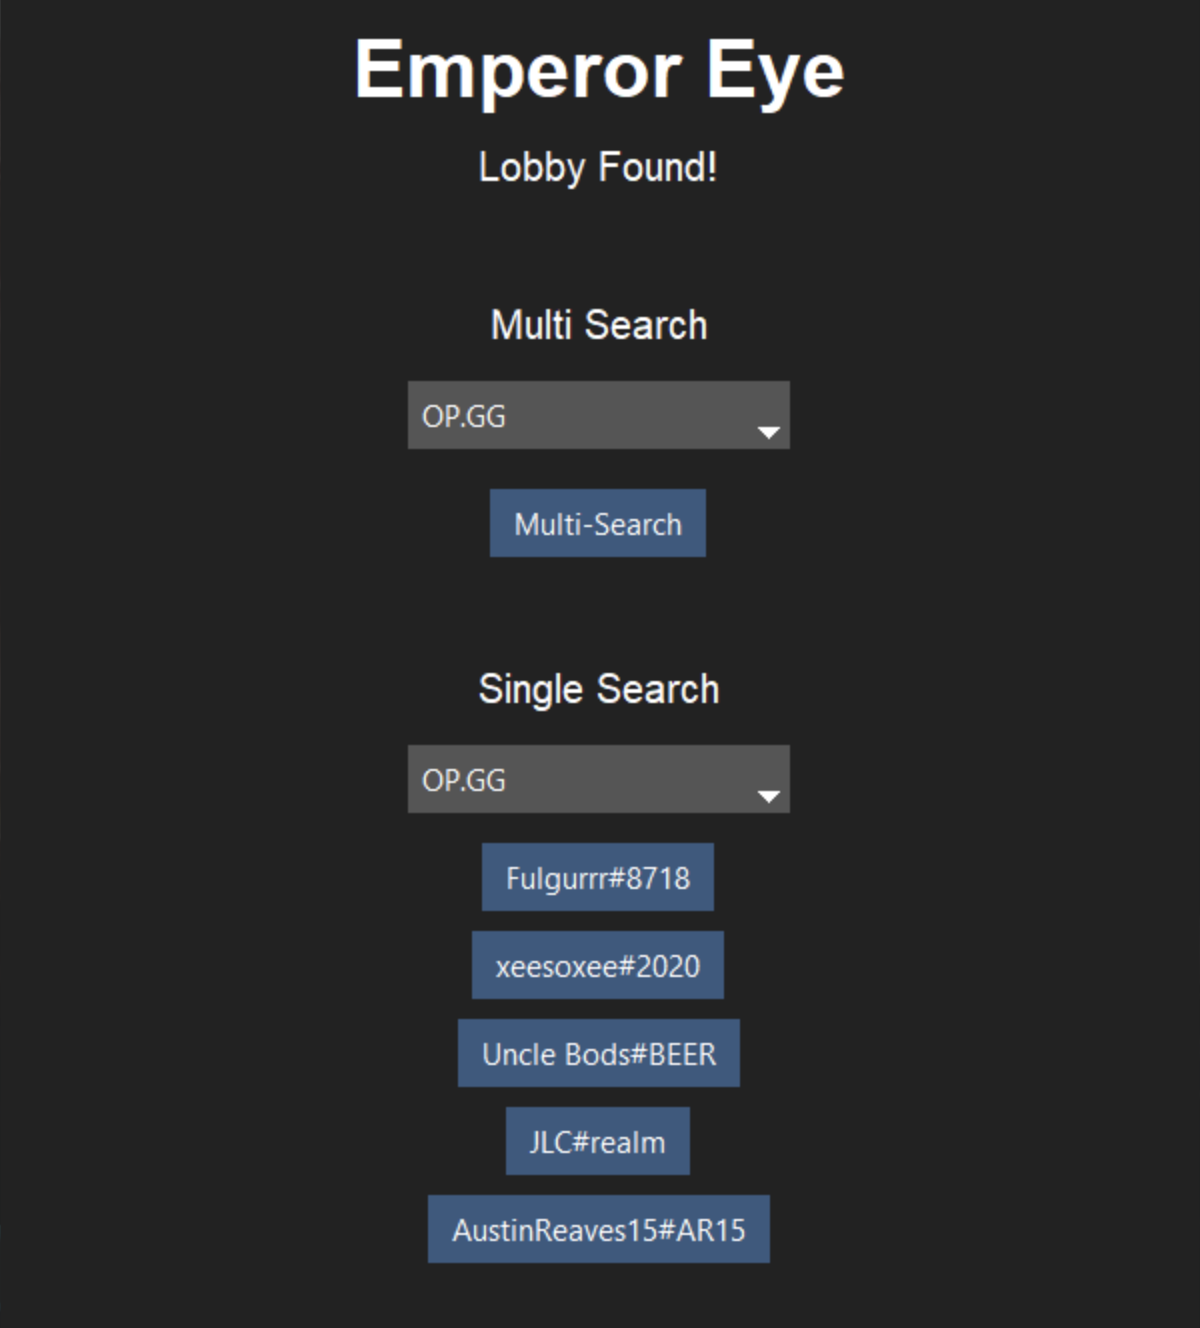 Emperor Eye
Lobby Found!
Multi Search
OP.GG
Multi-Search
Single Search
OP.GG
Fulgurrr#8718
xeesoxee#2020
Uncle Bods#BEER
JLC#realm
AustinReaves15#AR15